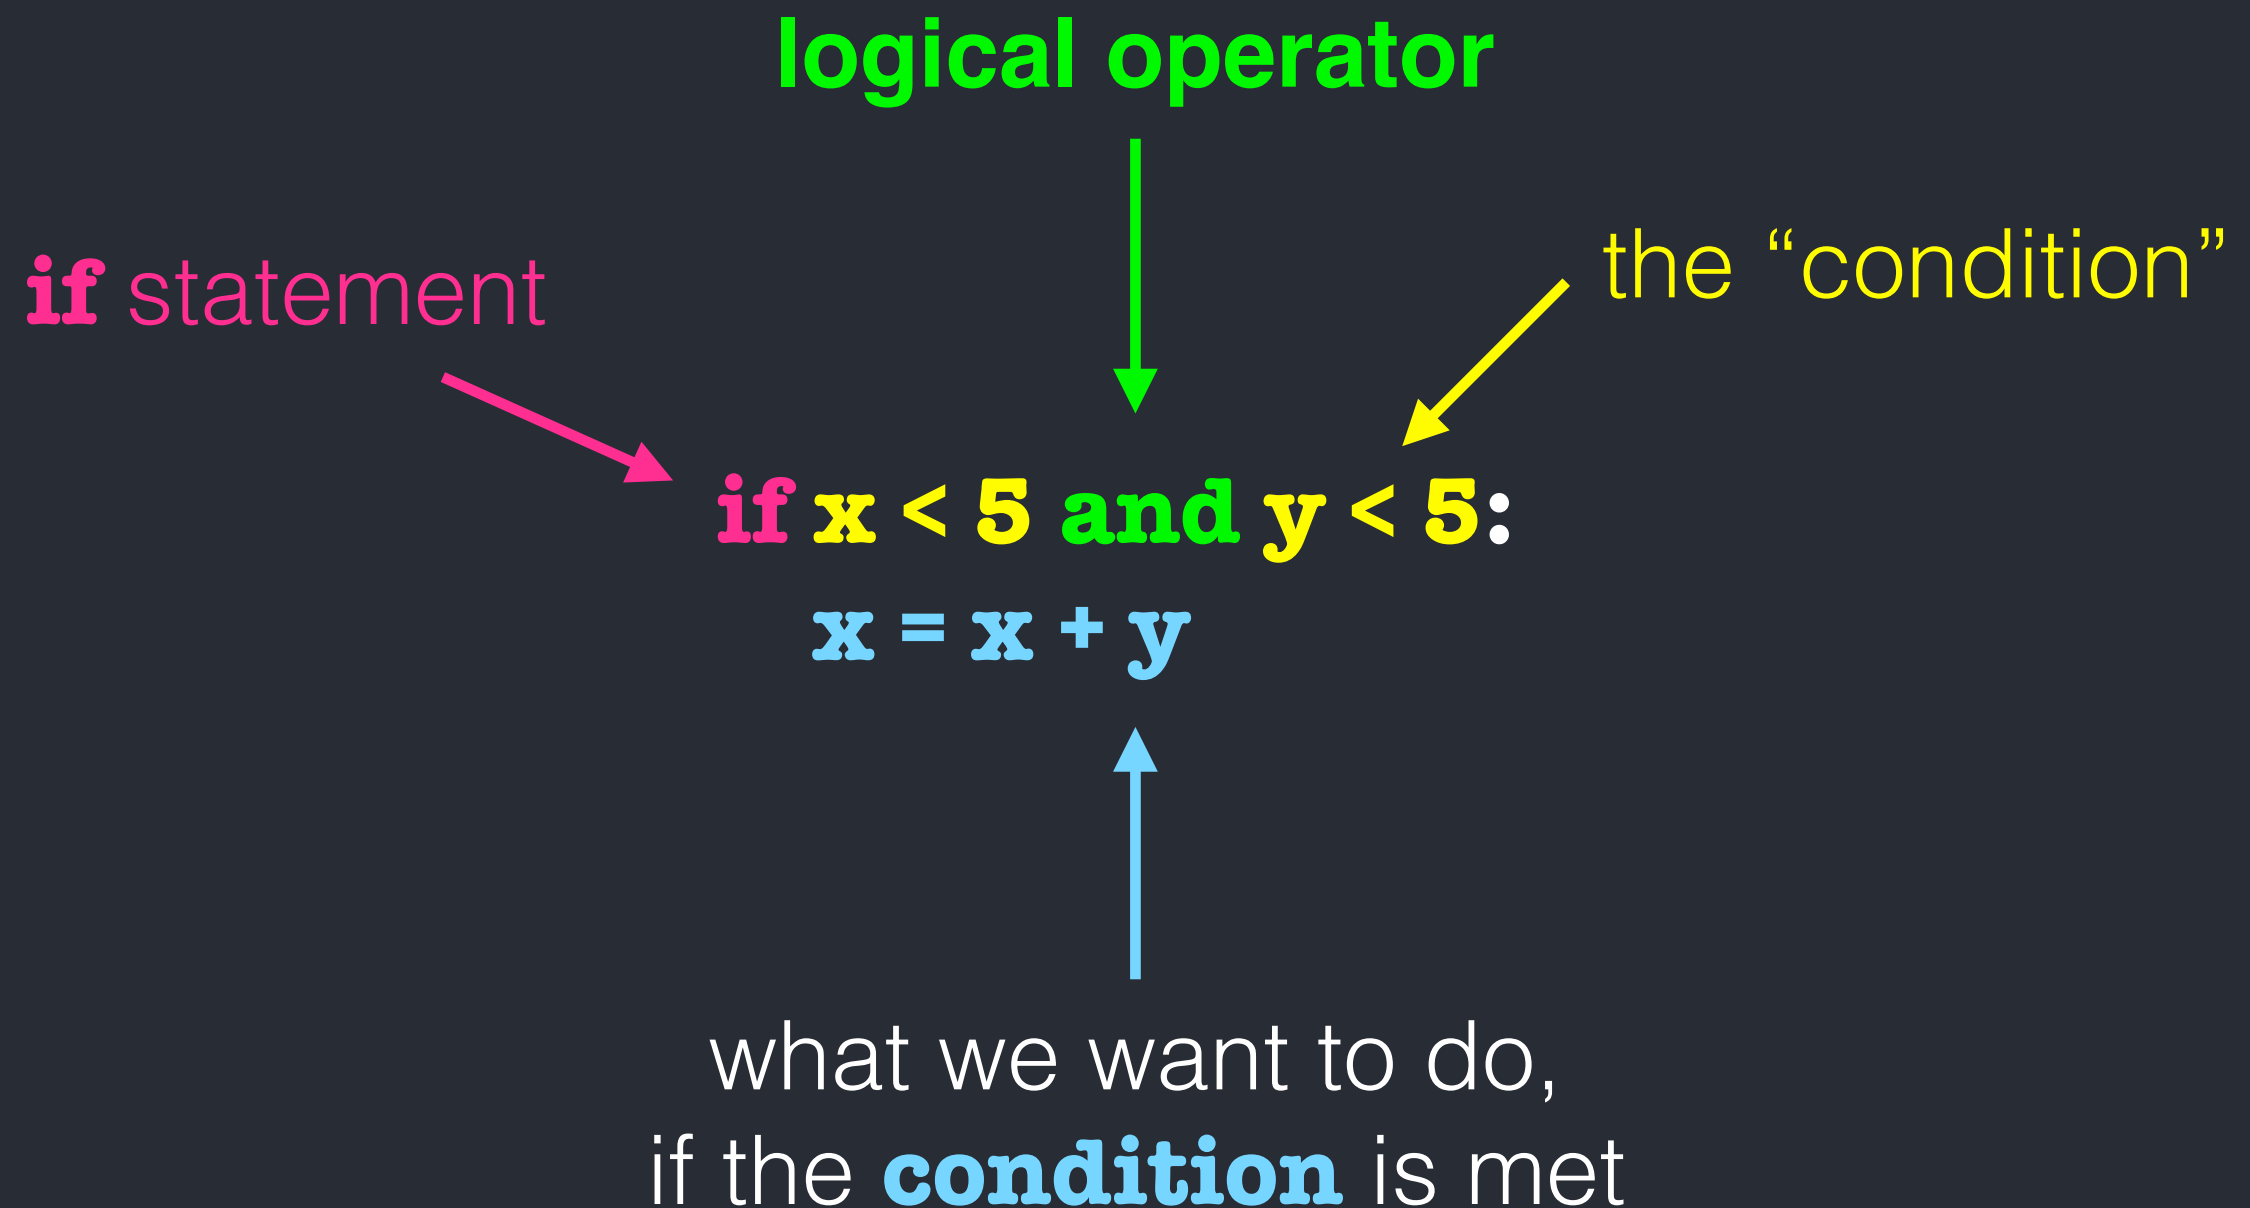 logical operator
if statement
the “condition”
if x < 5 and y < 5:
x = x + y
what we want to do,
if the condition is met